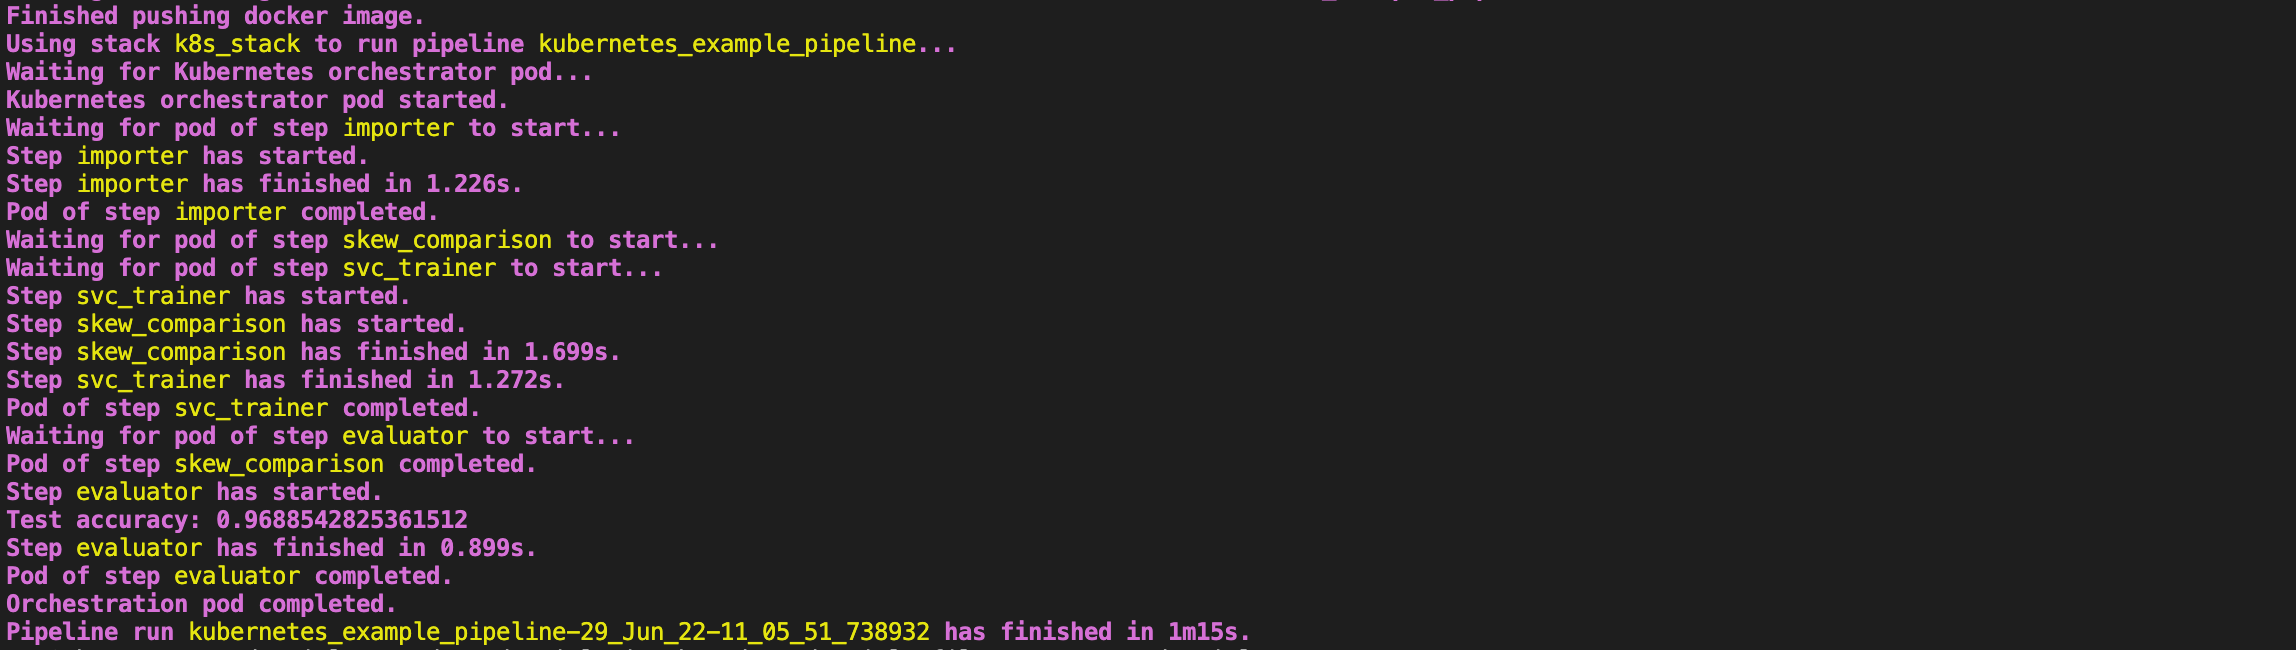 Finished pushing docker image.
Using stack k8s_stack to run pipeline kubernetes_example_pipeline...
Waiting for Kubernetes orchestrator pod...
Kubernetes orchestrator pod started.
Waiting for pod of step importer to start...
Step importer has started.
Step importer has finished in 1.226s.
Pod of step importer completed.
Waiting for pod of step skew_comparison to start...
Waiting for pod of step svc_trainer to start...
Step svc_trainer has started.
Step skew_comparison has started.
Step skew_comparison has finished in 1.699s.
Step svc_trainer has finished in 1.272s.
Pod of step svc_trainer completed.
Waiting for pod of step evaluator to start...
Pod of step skew_comparison completed.
Step evaluator has started.
Test accuracy: 0.9688542825361512
Step evaluator has finished in 0.899s.
Pod of step evaluator completed.
Orchestration pod completed.
Pipeline run kubernetes_example_pipeline-29_Jun_22-11_05_51_738932 has finished in 1m15s.